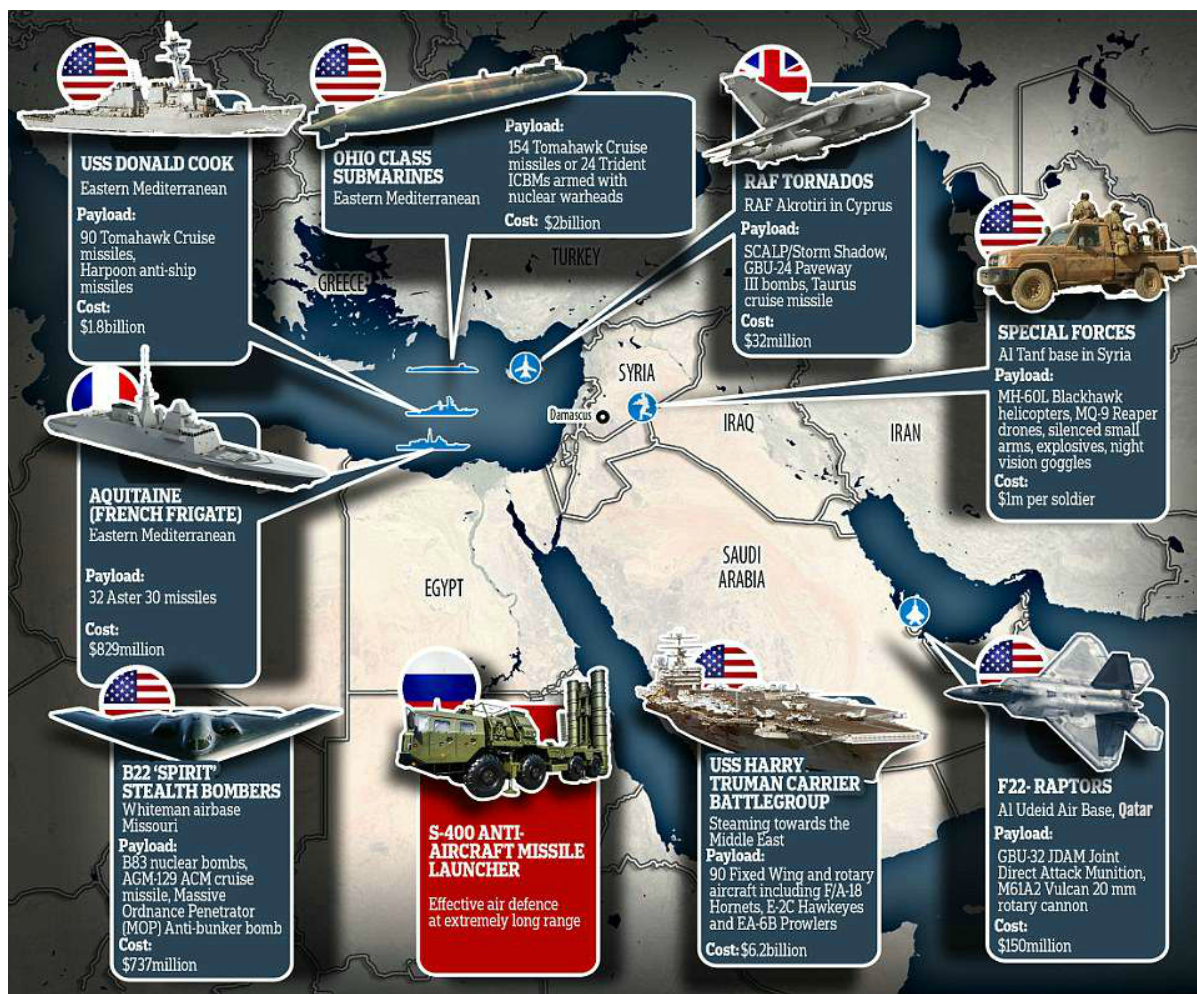 USS DONALD COOK
Eastern Mediterranean
Payload:
90 Tomahawk Cruise
missiles,
Harpoon anti-ship
missiles
Cost:
$1.8billion
OHIO CLASS
SUBMARINES
Eastern Mediterranean
Payload:
154 Tomahawk Cruise
missiles or 24 Trident
ICBMs armed with
nuclear warheads
Cost: $2billion
RAF TORNADOS
RAF Akrotiri in Cyprus
Payload:
SCALP/Storm Shadow,
GBU-24 Paveway
III bombs, Taurus
cruise missile
Cost:
$32million
SPECIAL FORCES
Al Tanf base in Syria
Payload:
MH-60L Blackhawk
helicopters, MQ-9 Reaper
drones, silenced small
arms, explosives, night
vision goggles
Cost:
$1m per soldier
GREECE
TURKEY
SYRIA
Damascus
IRAQ
IRAN
EGYPT
SAUDI
ARABIA
AQUITAINE
(FRENCH FRIGATE)
Eastern Mediterranean
Payload:
32 Aster 30 missiles
Cost:
$829million
B22 ‘SPIRIT’
STEALTH BOMBERS
Whiteman airbase
Missouri
Payload:
B83 nuclear bombs,
AGM-129 ACM cruise
missile, Massive
Ordnance Penetrator
(MOP) Anti-bunker bomb
Cost:
$737million
S-400 ANTI-
AIRCRAFT MISSILE
LAUNCHER
Effective air defence
at extremely long range
USS HARRY
TRUMAN CARRIER
BATTLEGROUP
Steaming towards the
Middle East
Payload:
90 Fixed Wing and rotary
aircraft including F/A-18
Hornets, E-2C Hawkeyes
and EA-6B Prowlers
Cost: $6.2billion
F22- RAPTORS
Al Udeid Air Base, Qatar
Payload:
GBU-32 JDAM Joint
Direct Attack Munition,
M61A2 Vulcan 20 mm
rotary cannon
Cost:
$150million